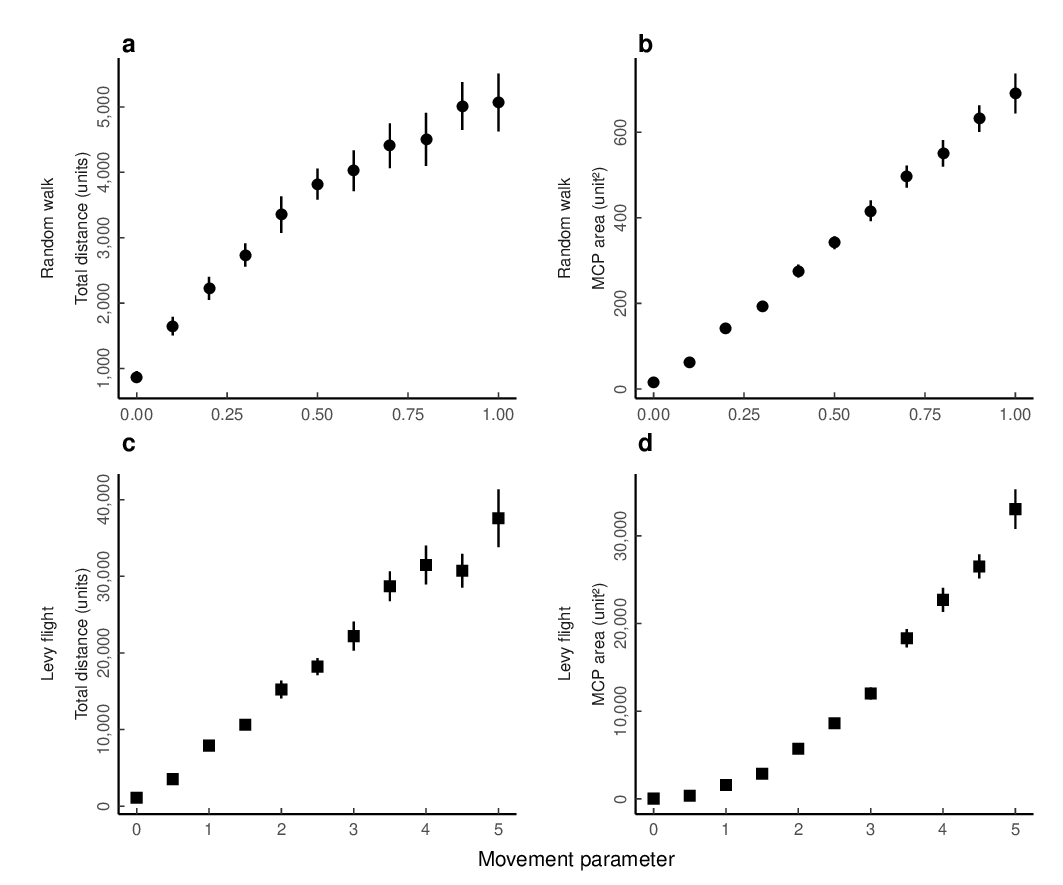 a
Random walk
Total distance (units)
5,000
4,000
3,000
2,000
1,000
0.00 0.25 0.50 0.75 1.00
b
Random walk
MCP area (unit²)
600
400
200
0
0.00 0.25 0.50 0.75 1.00
c
Levy flight
Total distance (units)
40,000
30,000
20,000
10,000
0
0 1 2 3 4 5
d
Levy flight
MCP area (unit²)
30,000
20,000
10,000
0
0 1 2 3 4 5
Movement parameter